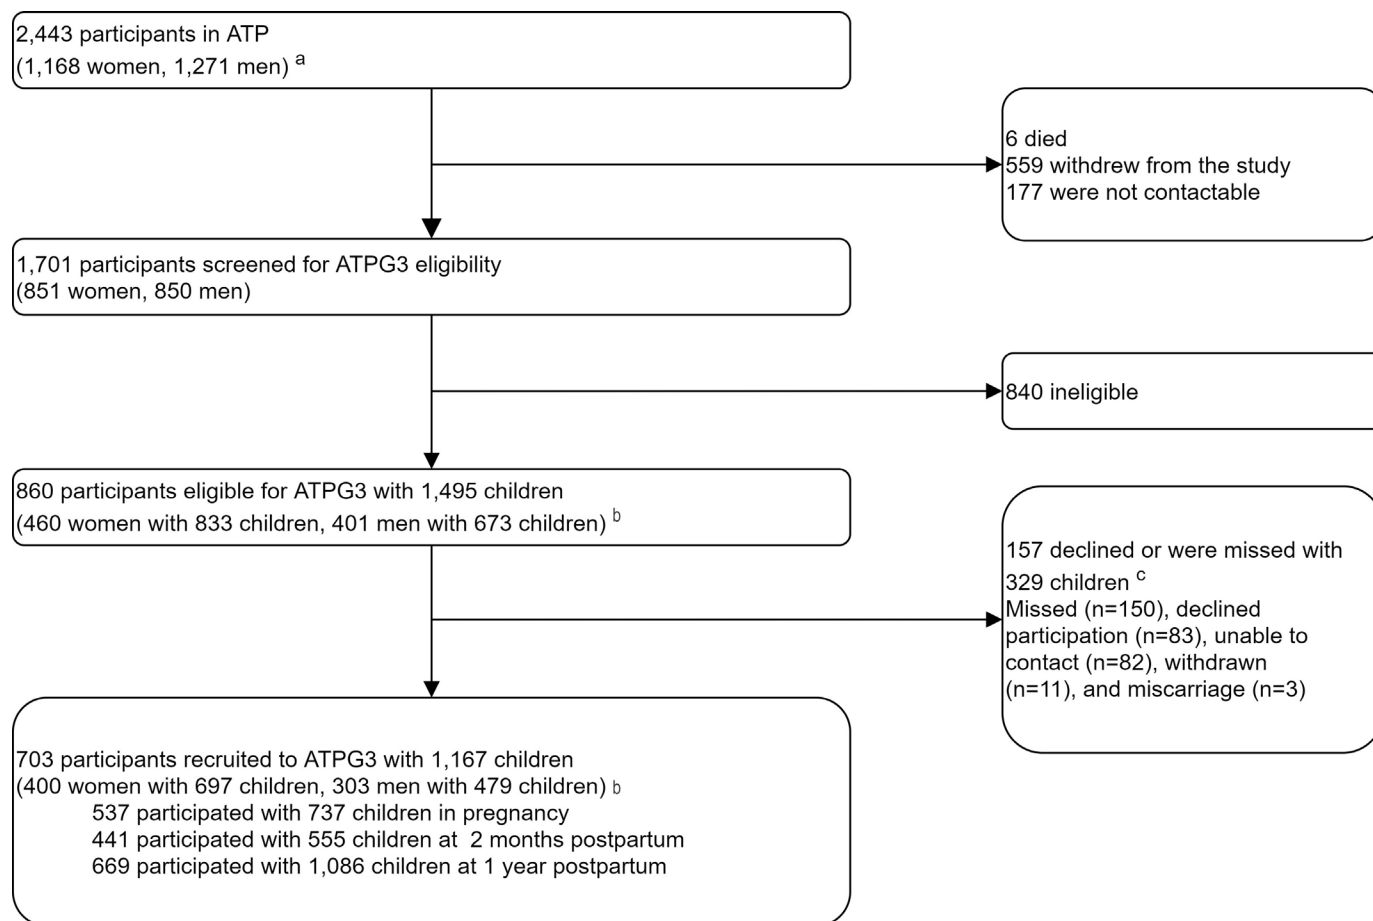 2,443 participants in ATP
(1,168 women, 1,271 men) a
6 died
559 withdrew from the study
177 were not contactable
1,701 participants screened for ATPG3 eligibility
(851 women, 850 men)
840 ineligible
860 participants eligible for ATPG3 with 1,495 children
(460 women with 833 children, 401 men with 673 children) b
157 declined or were missed with
329 children c
Missed (n=150), declined
participation (n=83), unable to
contact (n=82), withdrawn
(n=11), and miscarriage (n=3)
703 participants recruited to ATPG3 with 1,167 children
(400 women with 697 children, 303 men with 479 children) b
537 participated with 737 children in pregnancy
441 participated with 555 children at 2 months postpartum
669 participated with 1,086 children at 1 year postpartum